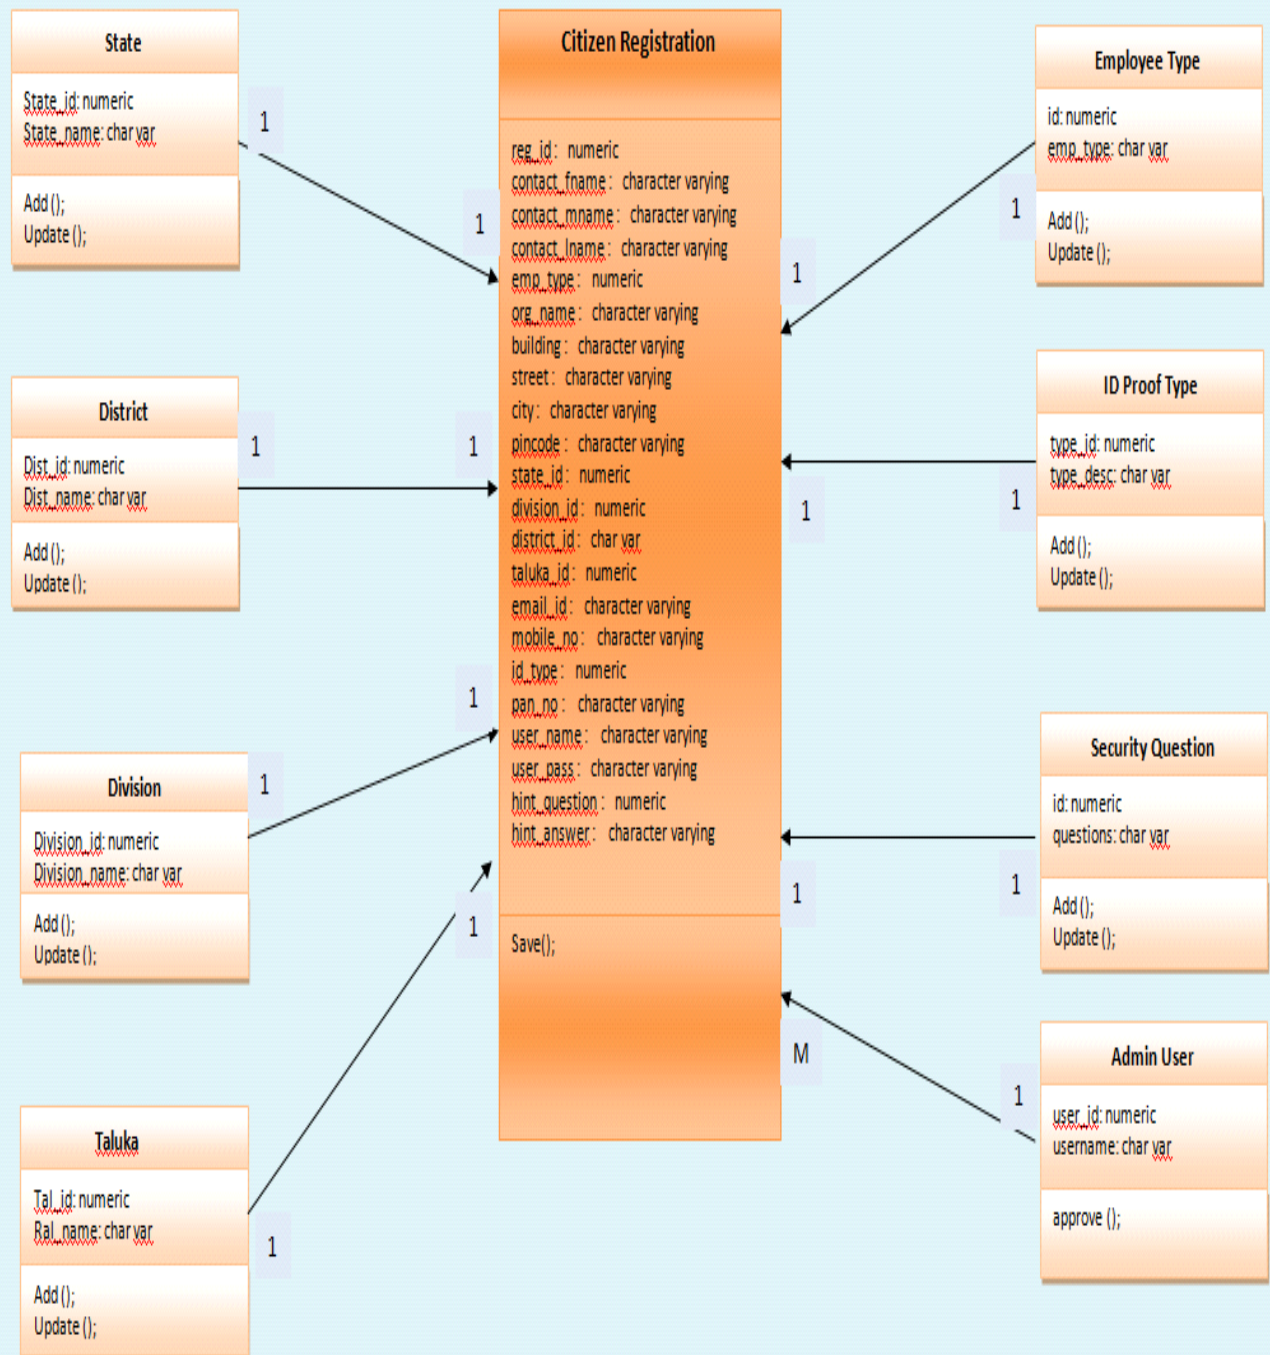 State
State_id: numeric
State_name: char var
Add ();
Update ();
1
1
District
Dist_id: numeric
Dist_name: char var
Add ();
Update ();
1
1
Division
Division_id: numeric
Division_name: char var
Add ();
Update ();
1
1
Taluka
Tal_id: numeric
Ral_name: char var
Add ();
Update ();
1
1
Citizen Registration
reg_id : numeric
contact_fname : character varying
contact_mname : character varying
contact_lname : character varying
emp_type : numeric
org_name : character varying
building : character varying
street : character varying
city : character varying
pincode : character varying
state_id : numeric
division_id : numeric
district_id : char var
taluka_id : numeric
email_id : character varying
mobile_no : character varying
id_type : numeric
pan_no : character varying
user_name : character varying
user_pass : character varying
hint_question : numeric
hint_answer : character varying
Save();
Employee Type
id: numeric
emp_type: char var
Add ();
Update ();
1
1
ID Proof Type
type_id: numeric
type_desc: char var
Add ();
Update ();
1
1
Security Question
id: numeric
questions: char var
Add ();
Update ();
1
1
Admin User
user_id: numeric
username: char var
approve ();
1
M